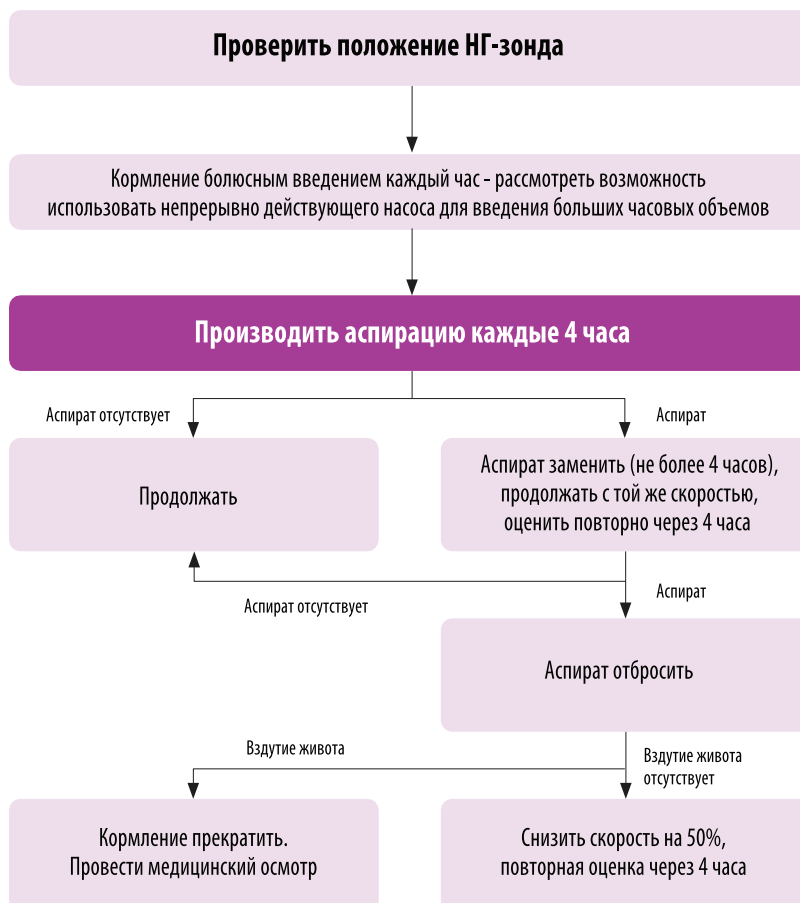 Проверить положение НГ-зонда
Кормление болюсным введением каждый час - рассмотреть возможность
использовать непрерывно действующего насоса для введения больших часовых объемов
Производить аспирацию каждые 4 часа
Аспират отсутствует
Аспират
Продолжать
Аспират заменить (не более 4 часов),
продолжать с той же скоростью,
оценить повторно через 4 часа
Аспират отсутствует
Аспират
Аспират отбросить
Вздутие живота
Вздутие живота
отсутствует
Кормление прекратить.
Провести медицинский осмотр
Снизить скорость на 50%,
повторная оценка через 4 часа